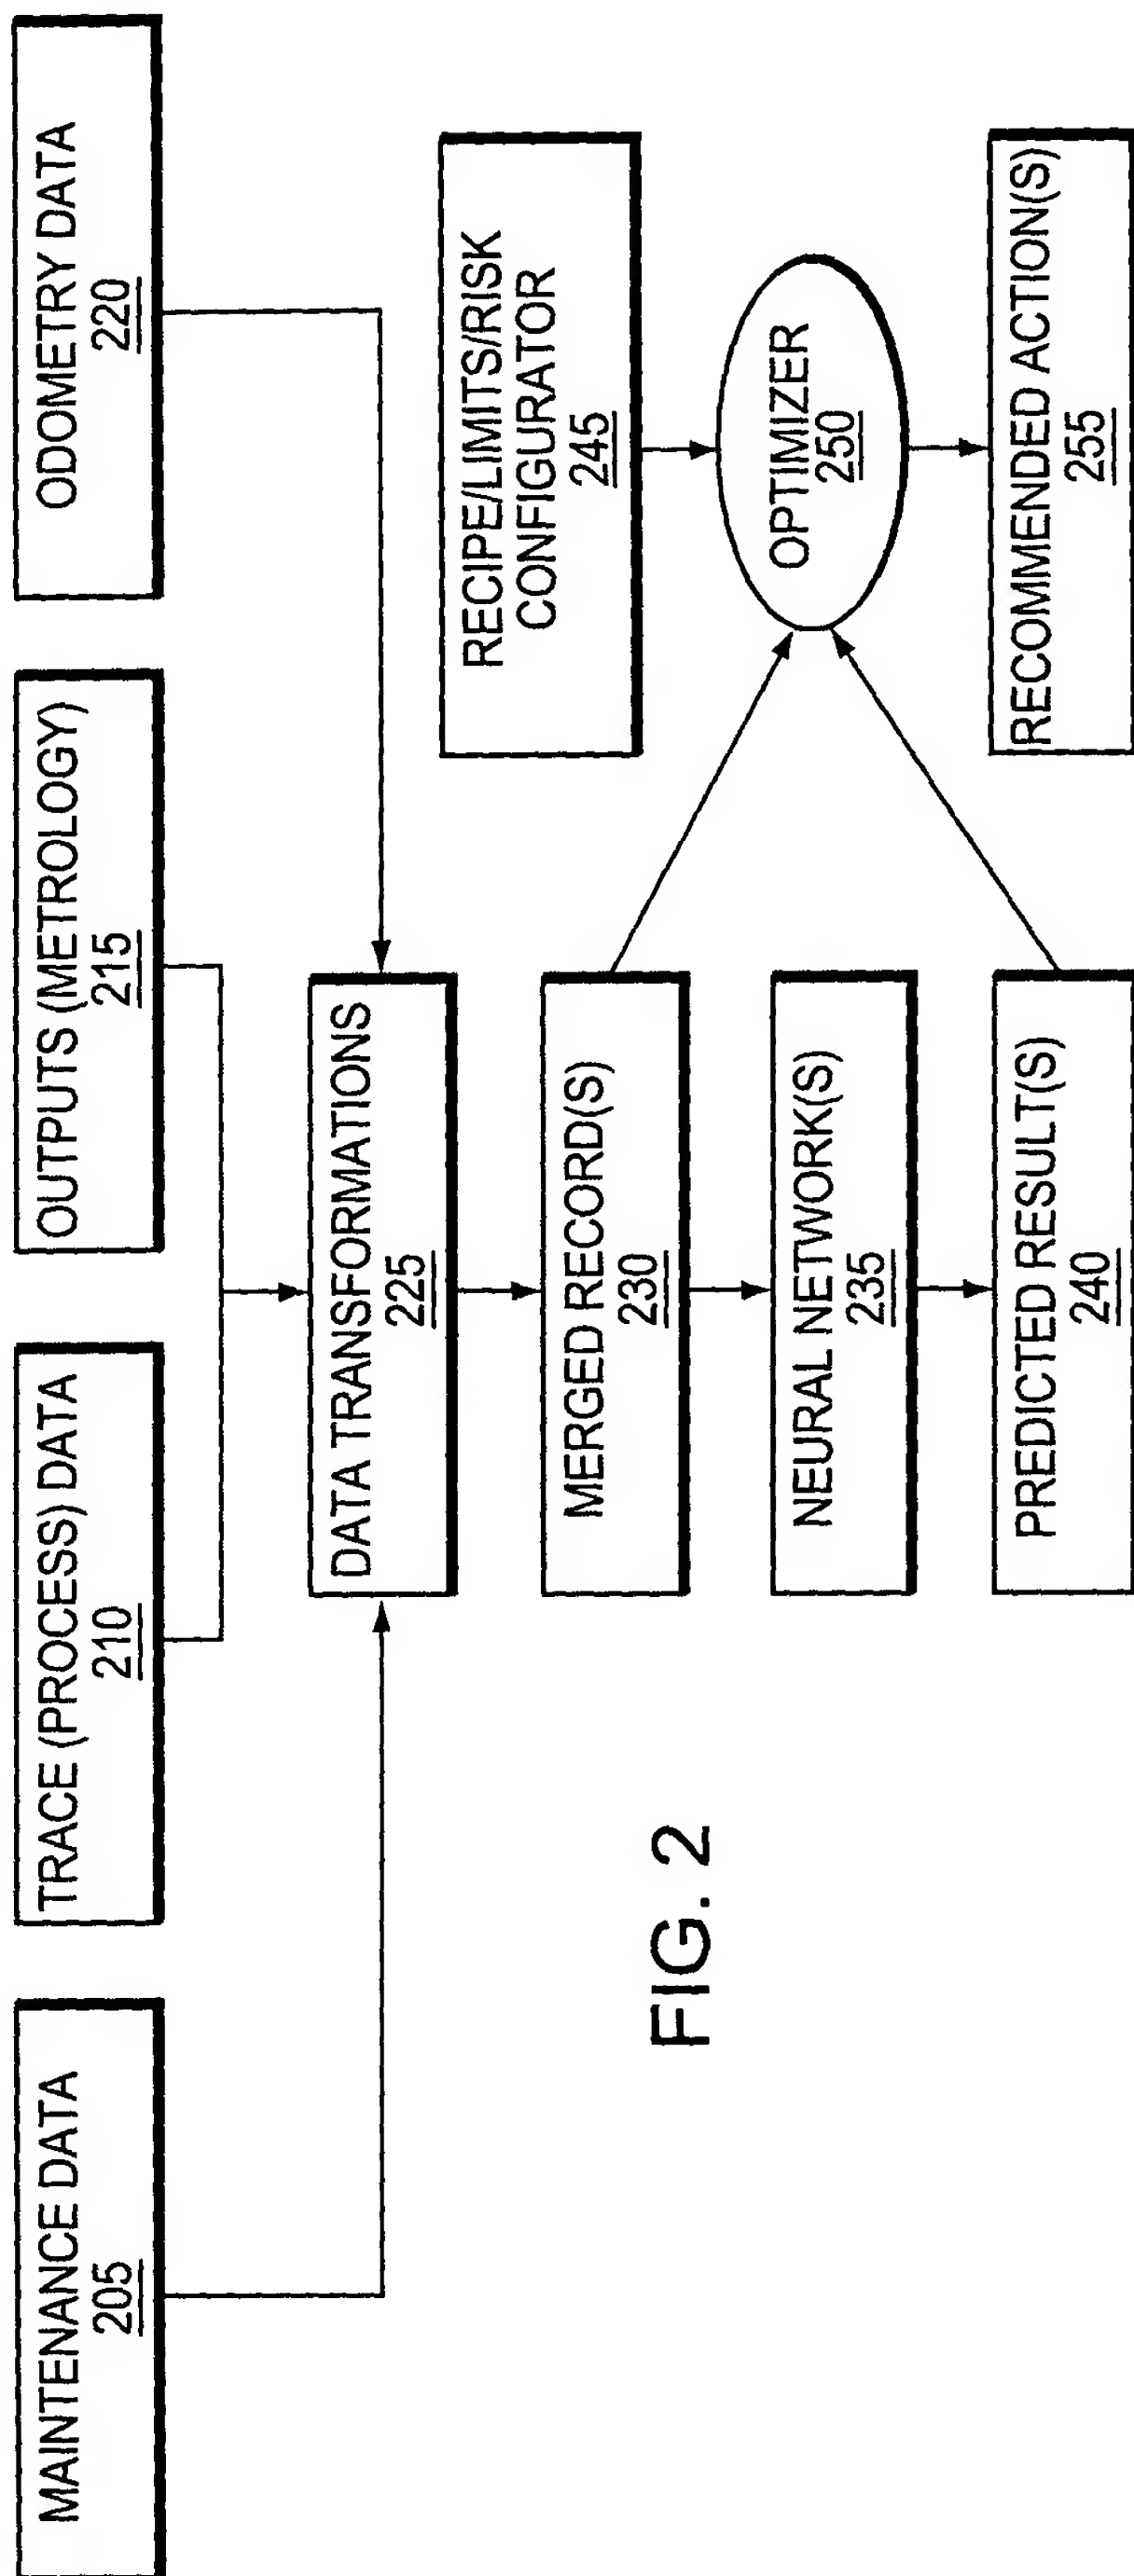 MAINTENANCE DATA
205
TRACE (PROCESS) DATA
210
OUTPUTS (METROLOGY)
215
ODOMETRY DATA
220
DATA TRANSFORMATIONS
225
MERGED RECORD(S)
230
NEURAL NETWORK(S)
235
PREDICTED RESULT(S)
240
RECIPE/LIMITS/RISK
CONFIGURATOR
245
OPTIMIZER
250
RECOMMENDED ACTION(S)
255
FIG. 2